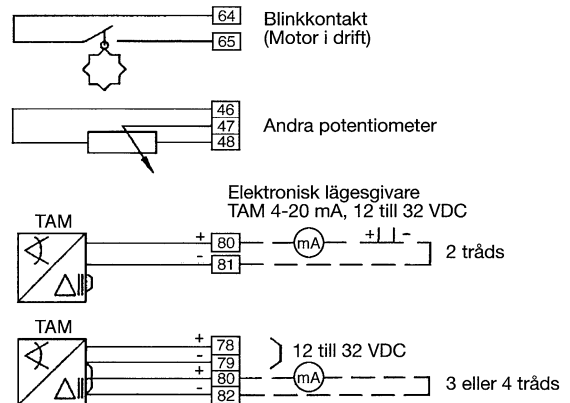 64
Blinkkontakt
65
(Motor i drift)
46
47
Andra potentiometer
48
Elektronisk lägesgivare
TAM 4-20 mA, 12 till 32 VDC
TAM
+ 80 mA + -
- 81
2 tråds
TAM
+ 78
- 79
12 till 32 VDC
+ 80 mA
- 82
3 eller 4 tråds